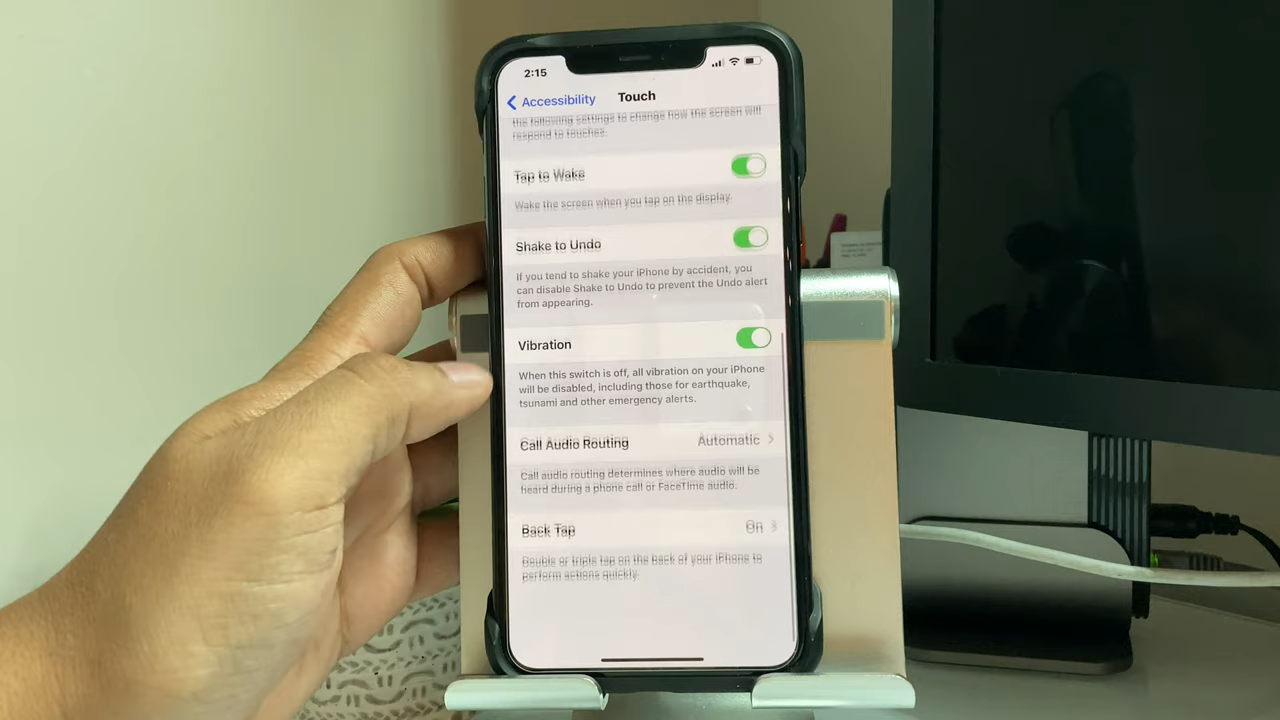 2:15
Accessibility
Touch
the following settings to change how the screen will
respond to touches.
Tap to Wake
Wake the screen when you tap on the display.
Shake to Undo
If you tend to shake your iPhone by accident, you
can disable Shake to Undo to prevent the Undo alert
from appearing.
Vibration
When this switch is off, all vibration on your iPhone
will be disabled, including those for earthquake,
tsunami and other emergency alerts.
Call Audio Routing
Automatic
Call audio routing determines where audio will be
heard during a phone call or FaceTime audio.
Back Tap
On
Double or triple tap on the back of your iPhone to
perform actions quickly.